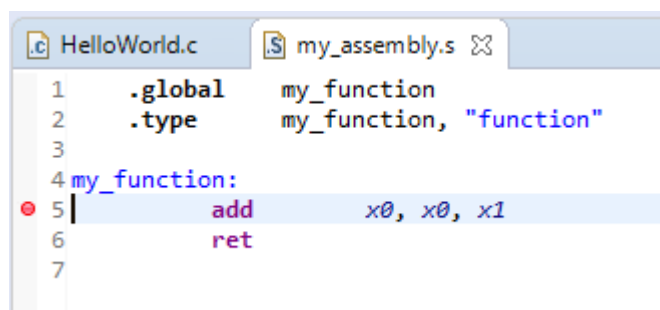 .c HelloWorld.c .S my_assembly.s
1 .global my_function
2 .type my_function, "function"
3
4 my_function:
5 add x0, x0, x1
6 ret
7